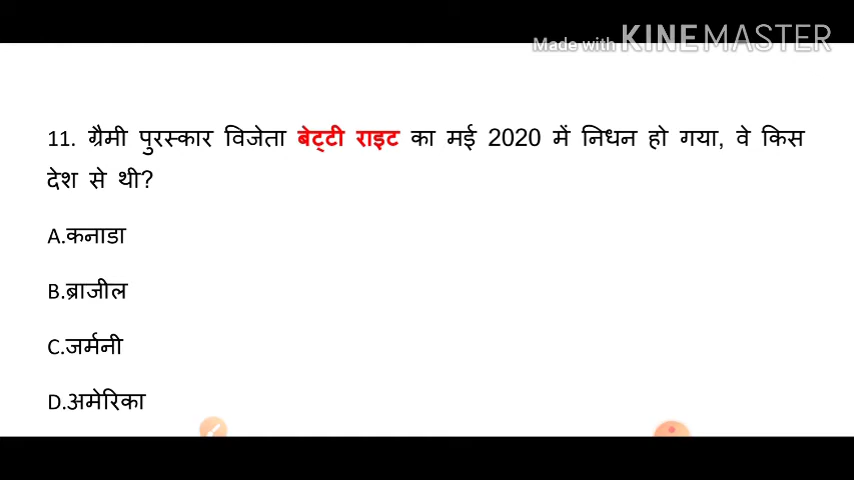 Made with KINEMASTER
11. ग्रैमी पुरस्कार विजेता बेट्टी राइट का मई 2020 में निधन हो गया, वे किस
देश से थी?
A.कनाडा
B.ब्राजील
C.जर्मनी
D.अमेरिका